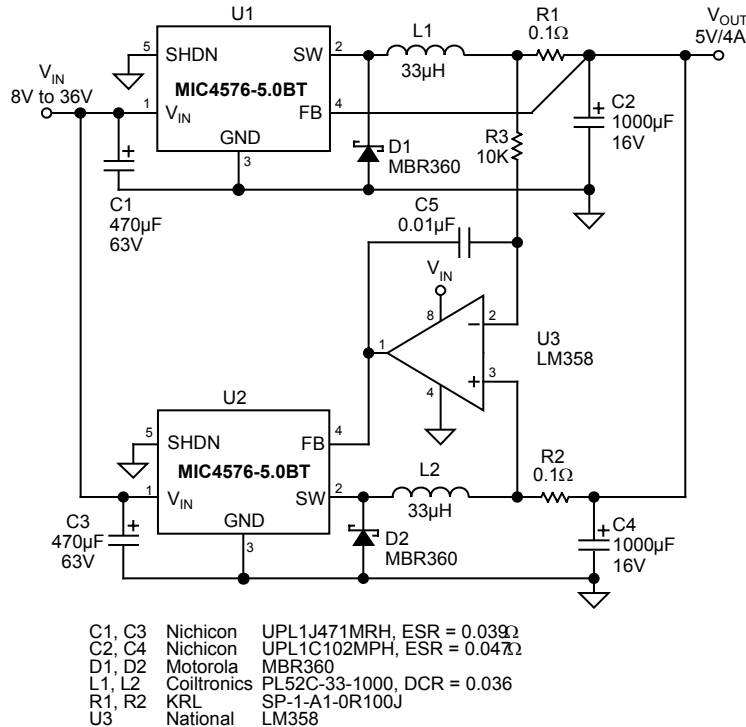 U1
5
SHDN
SW
2
MIC4576-5.0BT
1
VIN
FB
4
GND
3
VIN
8V to 36V
C1
470µF
63V
+
L1
33µH
D1
MBR360
R1
0.1Ω
VOUT
5V/4A
C2
1000µF
16V
+
R3
10K
C5
0.01µF
VIN
8
2
−
1
+
3
4
U3
LM358
U2
5
SHDN
FB
4
MIC4576-5.0BT
1
VIN
SW
2
GND
3
C3
470µF
63V
+
L2
33µH
D2
MBR360
R2
0.1Ω
C4
1000µF
16V
+
C1, C3 Nichicon UPL1J471MRH, ESR = 0.039Ω
C2, C4 Nichicon UPL1C102MPH, ESR = 0.047Ω
D1, D2 Motorola MBR360
L1, L2 Coiltronics PL52C-33-1000, DCR = 0.036
R1, R2 KRL SP-1-A1-0R100J
U3 National LM358